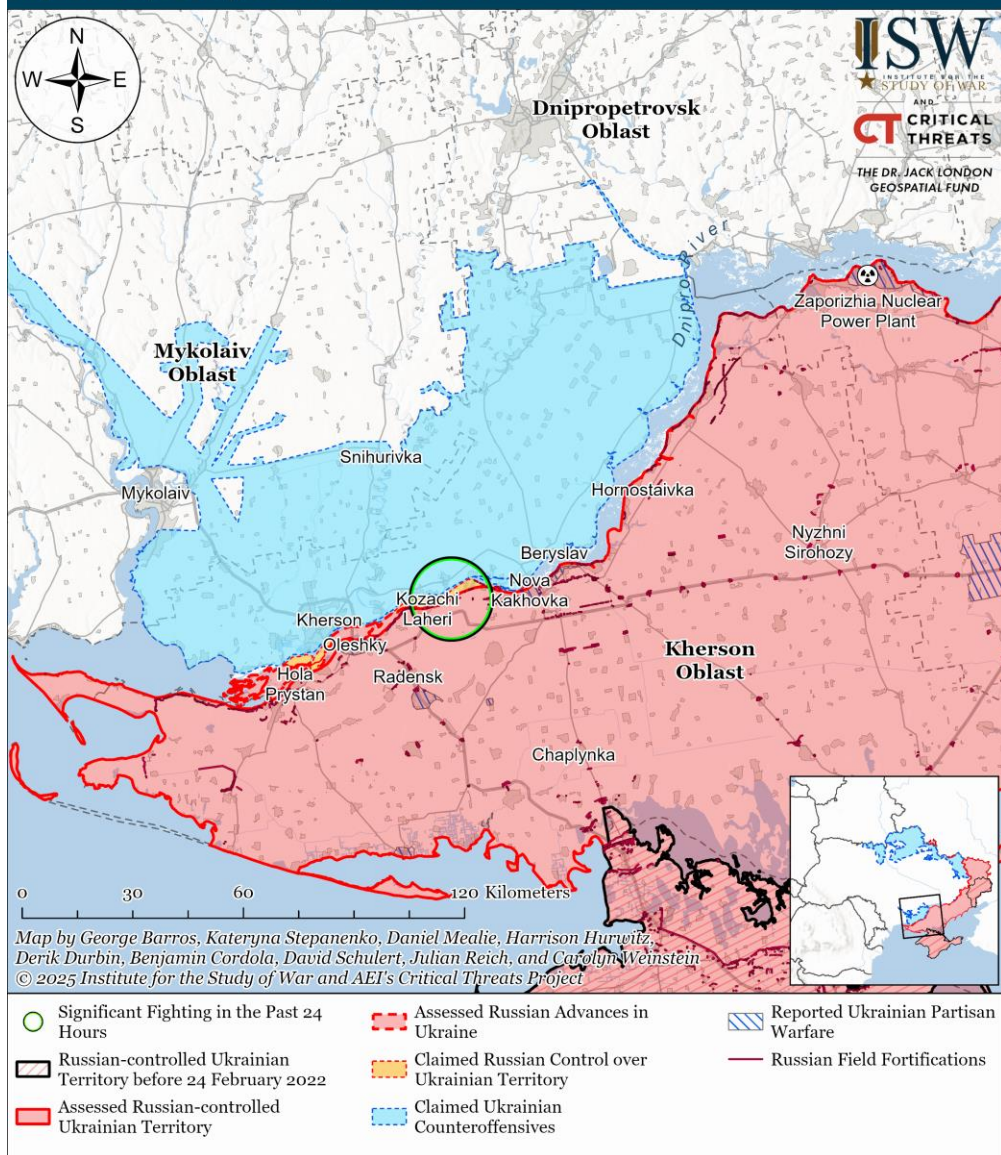 N
W E
S
ISW
INSTITUTE FOR THE
STUDY OF WAR
AND
CT CRITICAL
THREATS
THE DR. JACK LONDON
GEOSPATIAL FUND
Dnipropetrovsk
Oblast
Dnipro River
Zaporizhia Nuclear
Power Plant
Mykolaiv
Oblast
Snihurivka
Mykolaiv
Hornostaivka
Nyzhni
Sirohozy
Beryslav
Nova
Kakhovka
Kozachi
Laheri
Kherson
Oleshky
Kherson
Oblast
Hola
Prystan
Radensk
Chaplynka
0 30 60 120 Kilometers
Map by George Barros, Kateryna Stepanenko, Daniel Mealie, Harrison Hurwitz,
Derik Durbin, Benjamin Cordola, David Schulert, Julian Reich, and Carolyn Weinstein
© 2025 Institute for the Study of War and AEI's Critical Threats Project
Significant Fighting in the Past 24
Hours
Russian-controlled Ukrainian
Territory before 24 February 2022
Assessed Russian-controlled
Ukrainian Territory
Assessed Russian Advances in
Ukraine
Claimed Russian Control over
Ukrainian Territory
Claimed Ukrainian
Counteroffensives
Reported Ukrainian Partisan
Warfare
Russian Field Fortifications